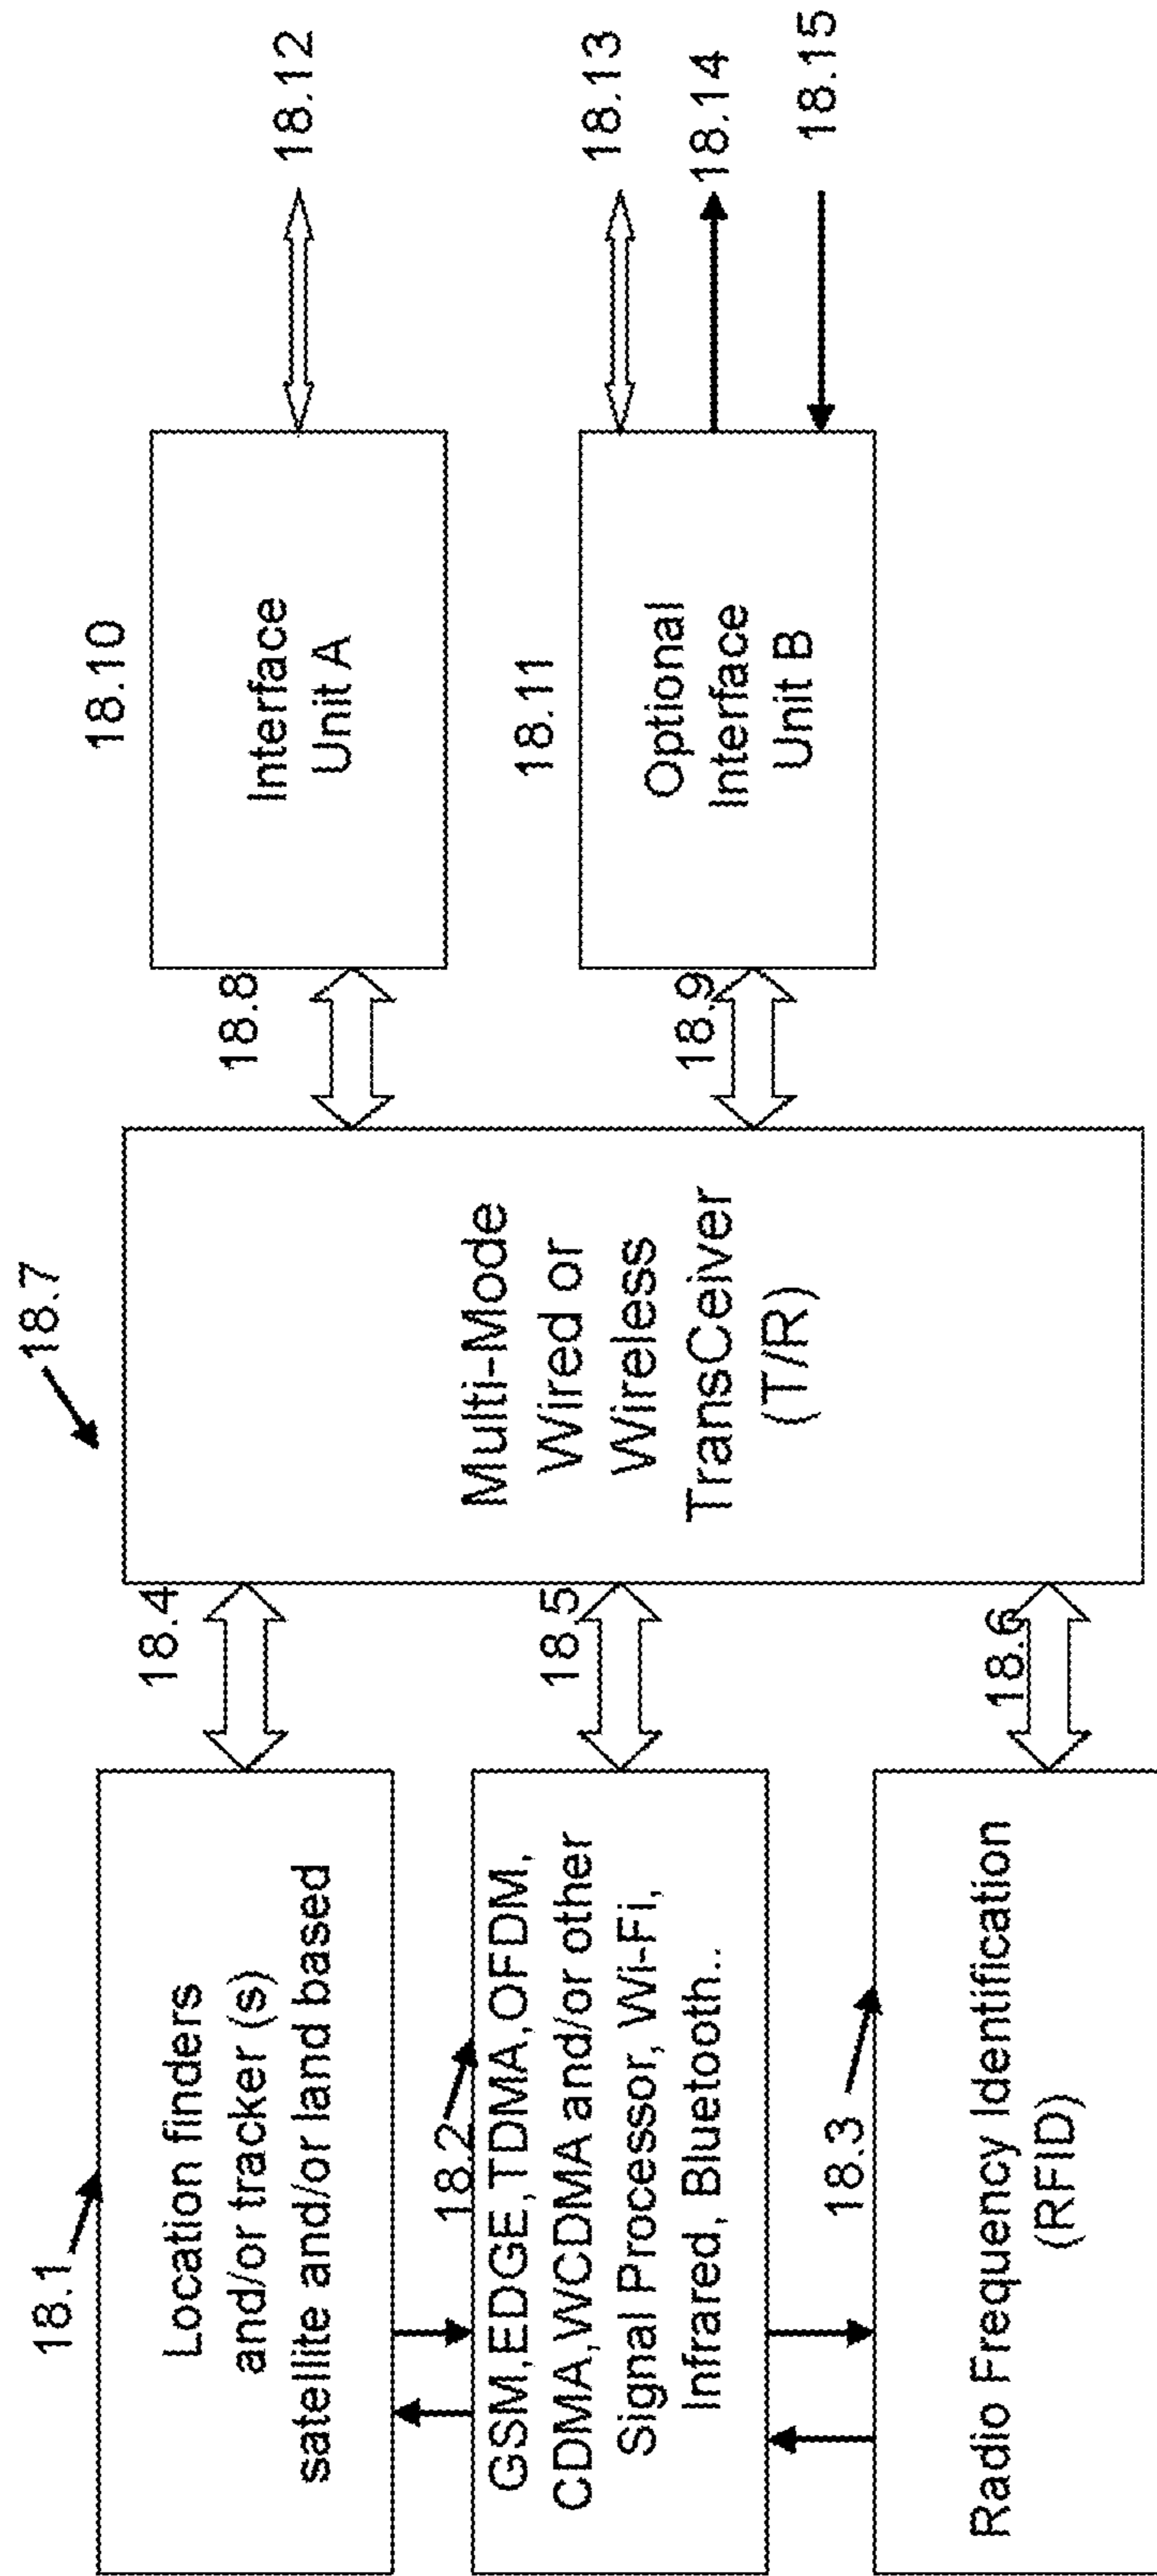 18.1
Location finders
and/or tracker (s)
satellite and/or land based
18.2
GSM,EDGE,TDMA,OFDM,
CDMA,WCDMA and/or other
Signal Processor, Wi-Fi,
Infrared, Bluetooth..
18.3
Radio Frequency Identification
(RFID)
18.4
18.5
18.6
18.7
Multi-Mode
Wired or
Wireless
TransCeiver
(T/R)
18.8
18.9
18.10
Interface
Unit A
18.11
Optional
Interface
Unit B
18.12
18.13
18.14
18.15